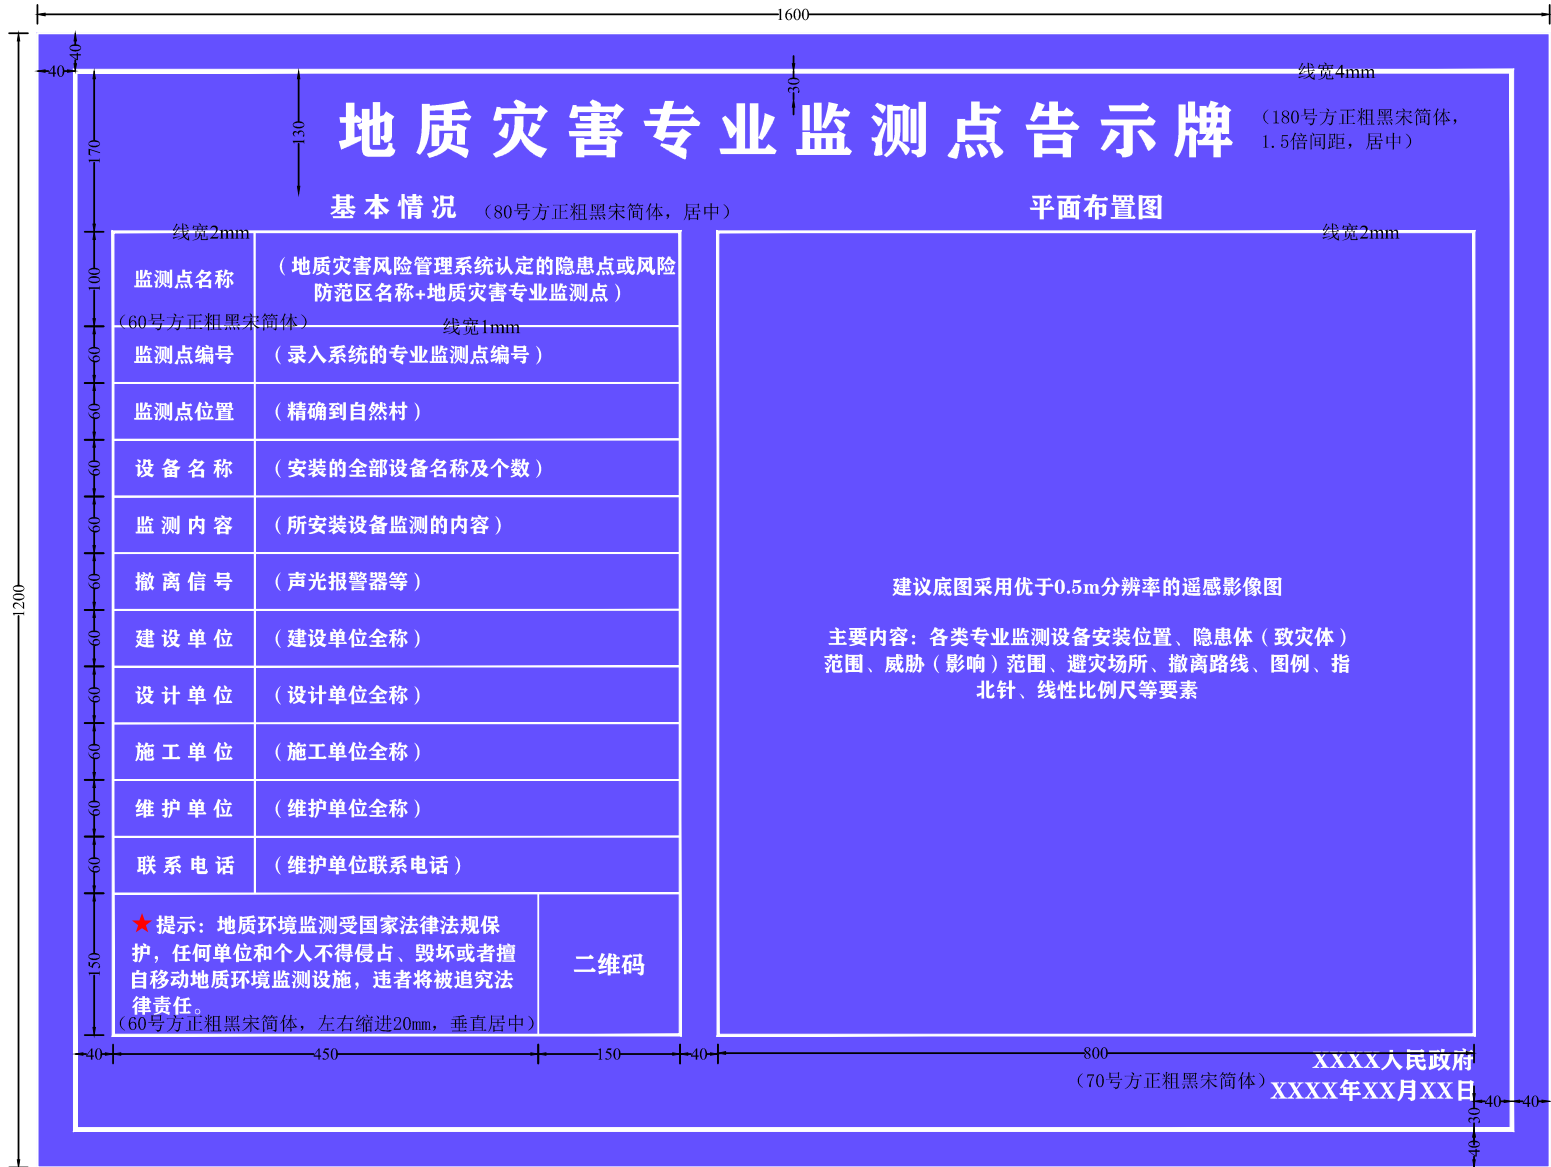 1600
40
40
线宽4mm
30
地质灾害专业监测点告示牌
（180号方正粗黑宋简体，
1.5倍间距，居中）
130
170
基本情况
（80号方正粗黑宋简体，居中）
平面布置图
线宽2mm
线宽2mm
100
监测点名称
（地质灾害风险管理系统认定的隐患点或风险
防范区名称+地质灾害专业监测点）
（60号方正粗黑宋简体）
线宽1mm
60
监测点编号
（录入系统的专业监测点编号）
60
监测点位置
（精确到自然村）
60
设备名称
（安装的全部设备名称及个数）
60
监测内容
（所安装设备监测的内容）
60
撤离信号
（声光报警器等）
1200
60
建设单位
（建设单位全称）
60
设计单位
（设计单位全称）
60
施工单位
（施工单位全称）
60
维护单位
（维护单位全称）
60
联系电话
（维护单位联系电话）
建议底图采用优于0.5m分辨率的遥感影像图
主要内容：各类专业监测设备安装位置、隐患体（致灾体）
范围、威胁（影响）范围、避灾场所、撤离路线、图例、指
北针、线性比例尺等要素
150
★提示：地质环境监测受国家法律法规保
护，任何单位和个人不得侵占、毁坏或者擅
自移动地质环境监测设施，违者将被追究法
律责任。
二维码
（60号方正粗黑宋简体，左右缩进20mm，垂直居中）
40
450
150
40
800
XXXX人民政府
（70号方正粗黑宋简体）
XXXX年XX月XX日
40
40
30
40